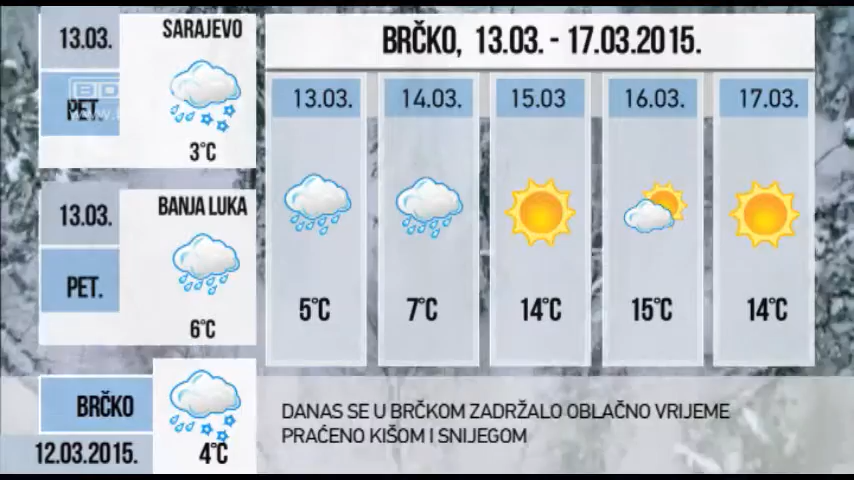 13.03.
SARAJEVO
PET.
3°C
13.03.
BANJA LUKA
PET.
6°C
BRČKO
12.03.2015.
4°C
BRČKO, 13.03. - 17.03.2015.
13.03.
14.03.
15.03
16.03.
17.03.
5°C
7°C
14°C
15°C
14°C
DANAS SE U BRČKOM ZADRŽALO OBLAČNO VRIJEME
PRAĆENO KIŠOM I SNIJEGOM